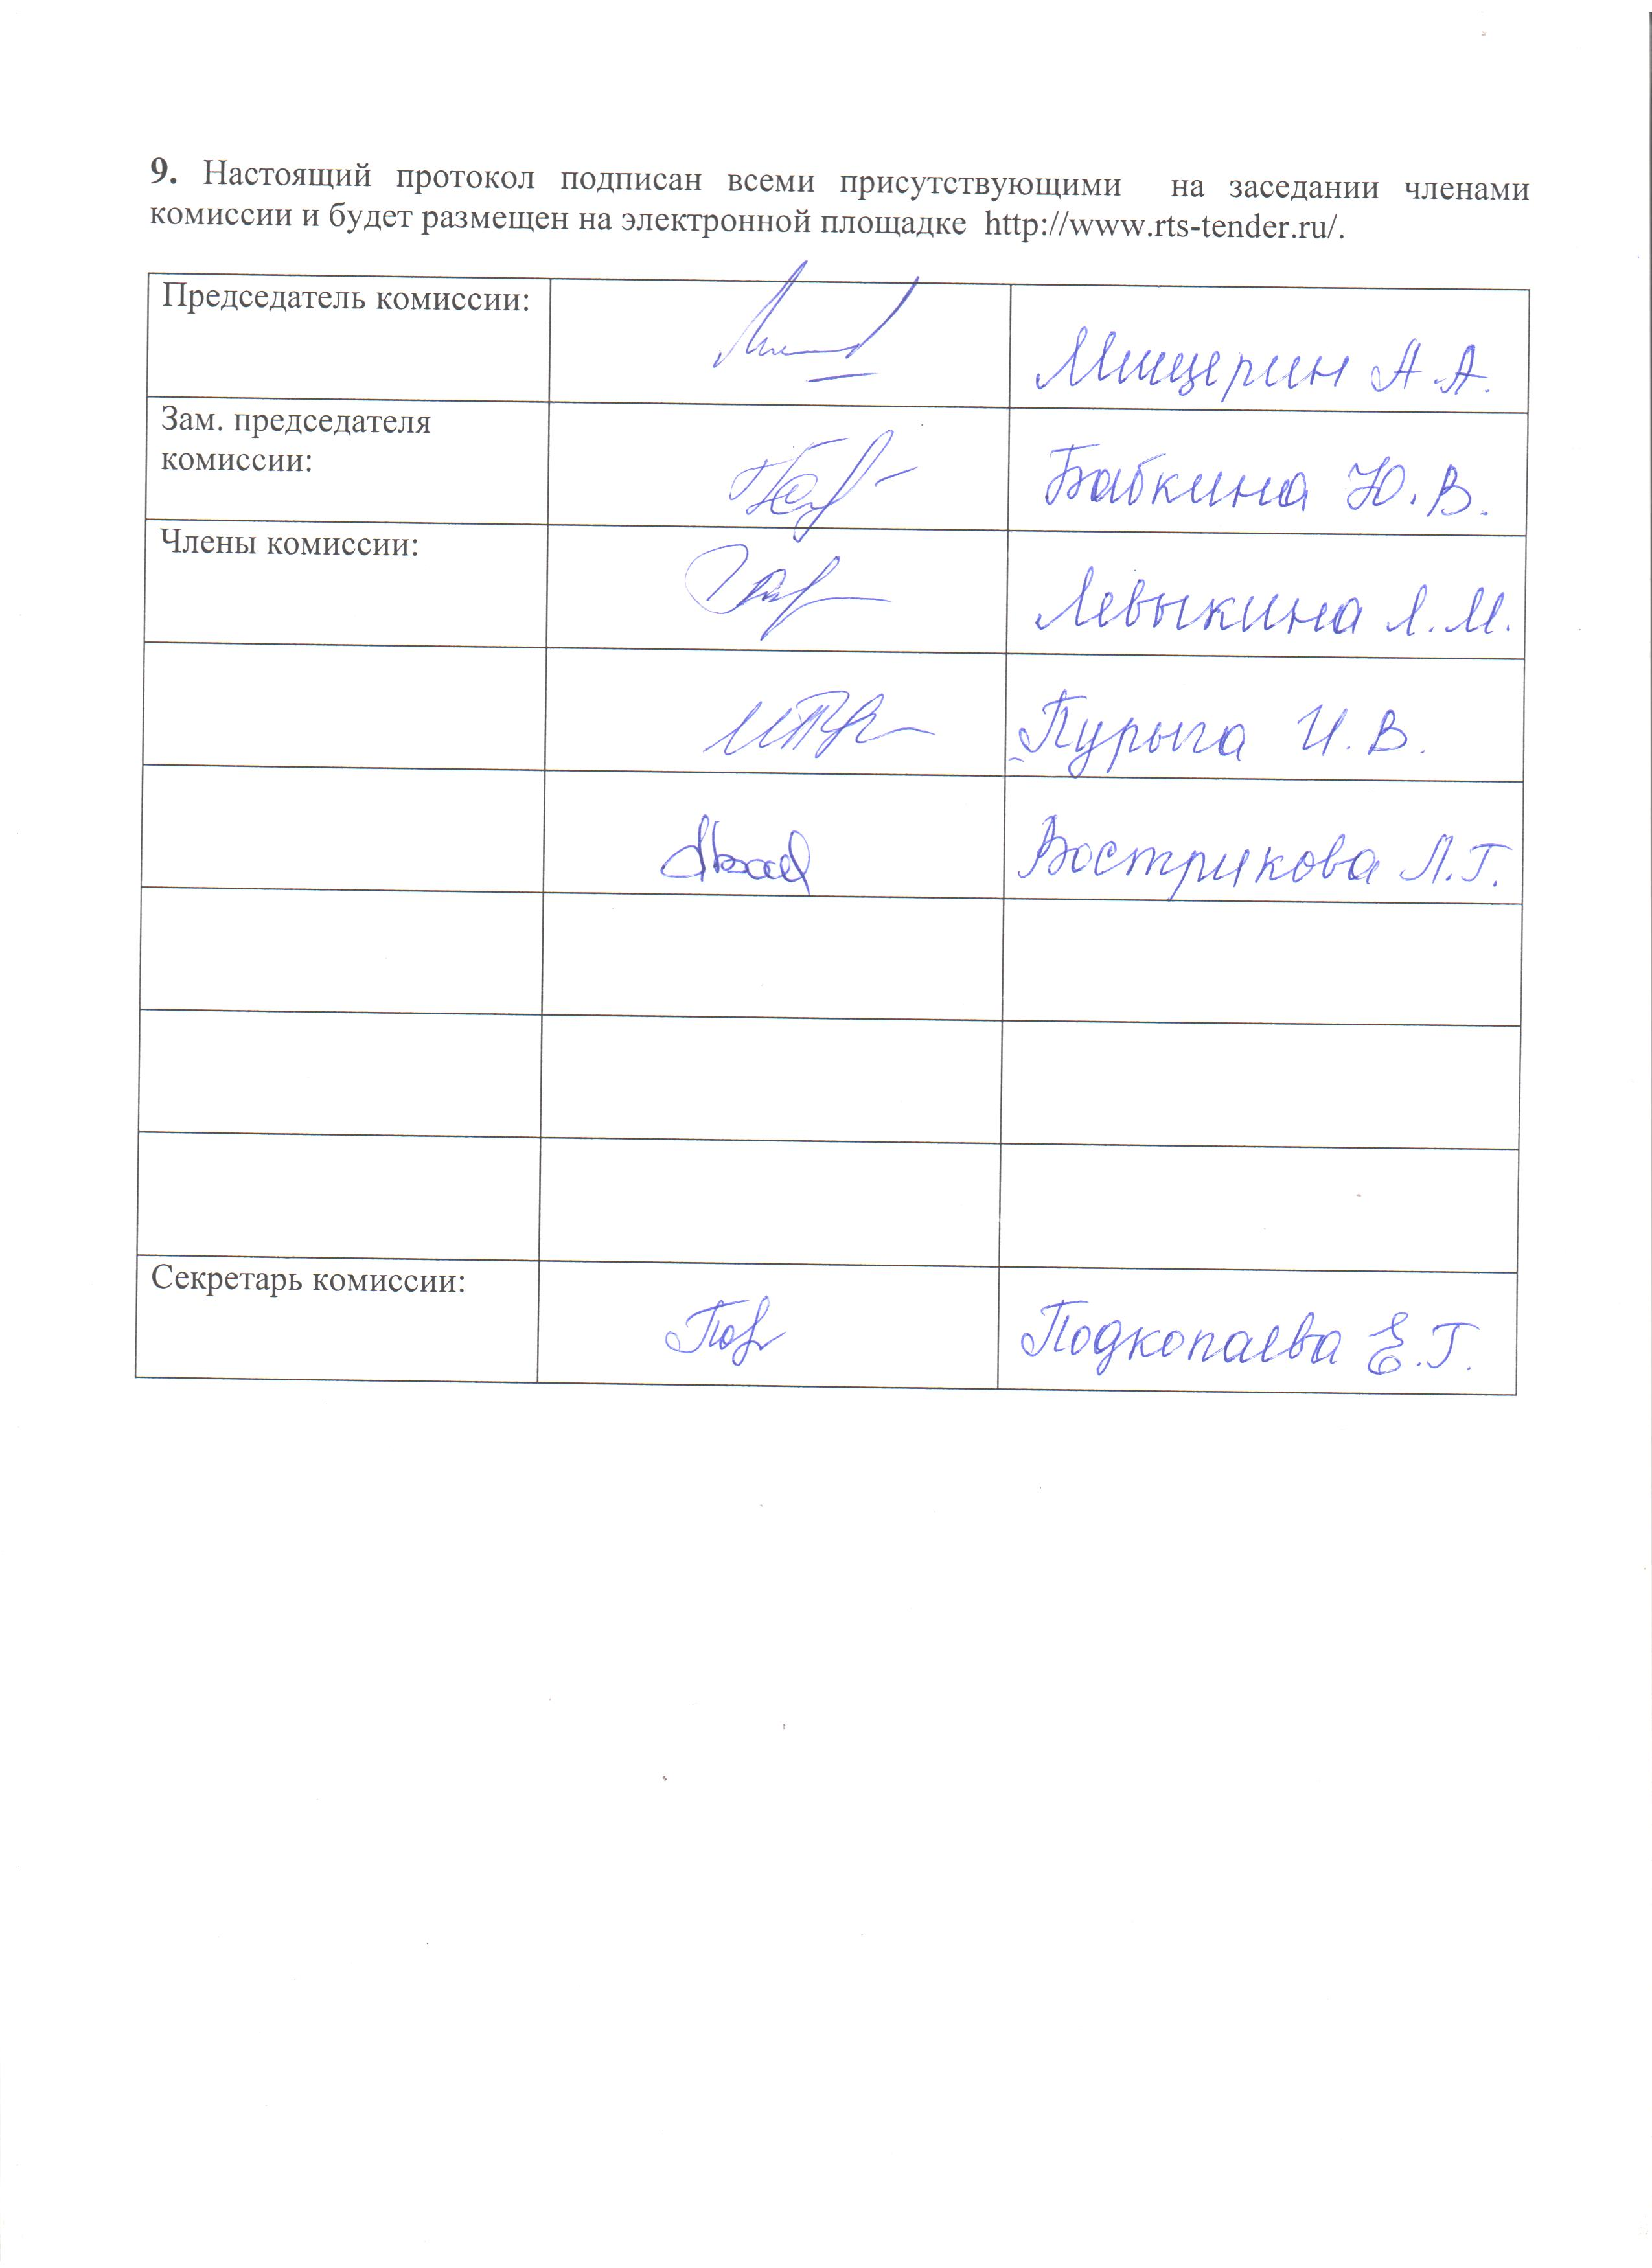 9. Настоящий протокол подписан всеми присутствующими на заседании членами
комиссии и будет размещен на электронной площадке http://www.rts-tender.ru/.
Председатель комиссии:
Мищерин А.А.
Зам. председателя
комиссии:
Бабкина Ю.В.
Члены комиссии:
Левыкина Л.М.
Пурыга И.В.
Вострикова Л.Г.
Секретарь комиссии:
Подкопаева Е.Г.